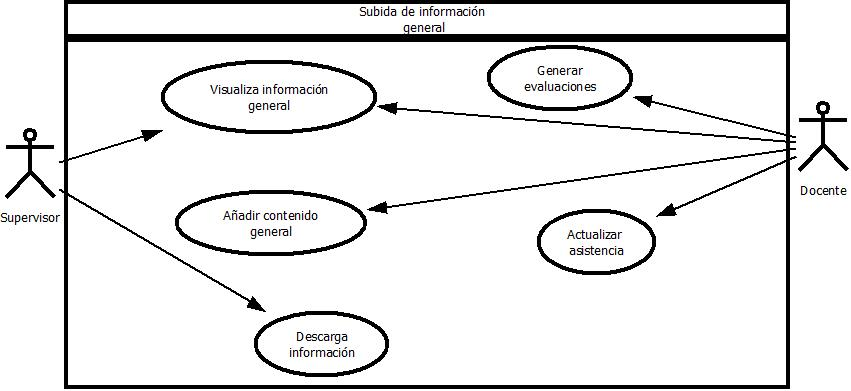 Subida de información
general
Visualiza información
general
Generar
evaluaciones
Supervisor
Docente
Añadir contenido
general
Actualizar
asistencia
Descarga
información